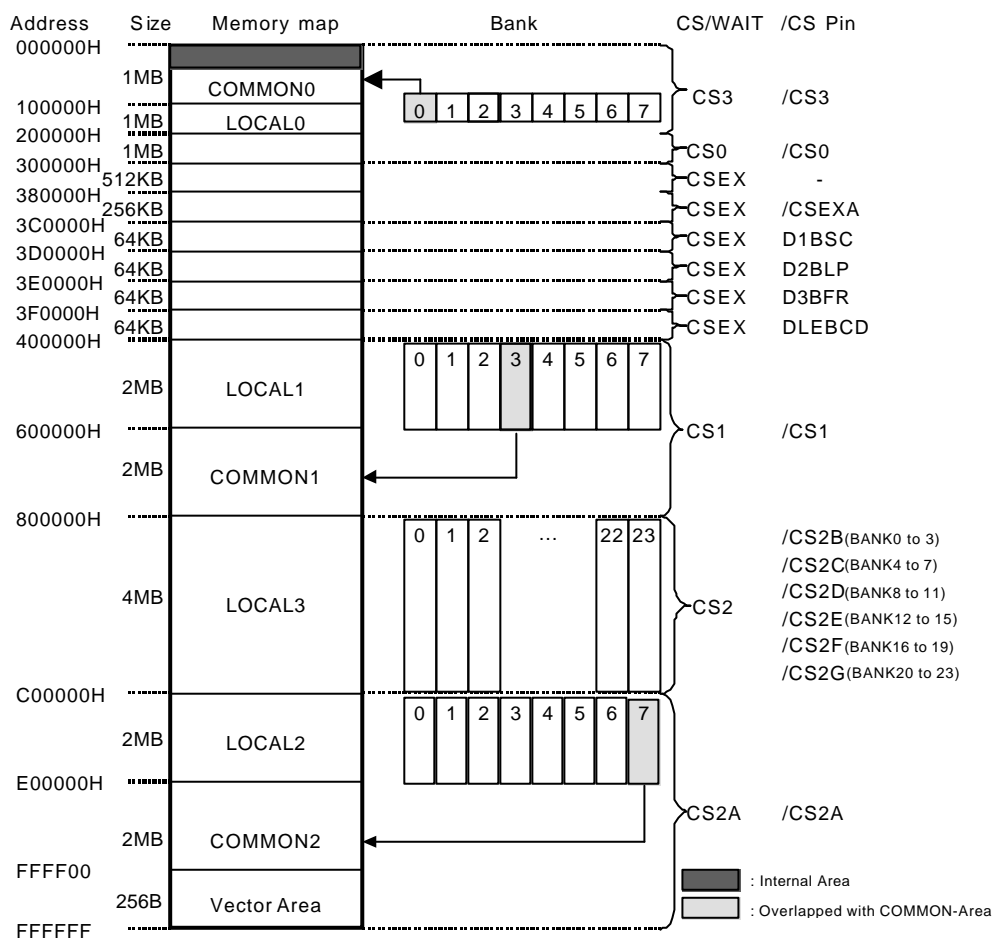 Address Size Memory map Bank CS/WAIT /CS Pin
000000H
1MB COMMON0 CS3 /CS3
100000H 0 1 2 3 4 5 6 7
1MB LOCAL0
200000H
1MB CS0 /CS0
300000H
512KB CSEX -
380000H
256KB CSEX /CSEXA
3C0000H
64KB CSEX D1BSC
3D0000H
64KB CSEX D2BLP
3E0000H
64KB CSEX D3BFR
3F0000H
64KB CSEX DLEBCD
400000H
0 1 2 3 4 5 6 7
2MB LOCAL1
600000H CS1 /CS1
2MB COMMON1
800000H
0 1 2 ... 22 23
/CS2B(BANK0 to 3)
/CS2C(BANK4 to 7)
/CS2D(BANK8 to 11)
4MB LOCAL3 CS2
/CS2E(BANK12 to 15)
/CS2F(BANK16 to 19)
/CS2G(BANK20 to 23)
C00000H
0 1 2 3 4 5 6 7
2MB LOCAL2
E00000H
CS2A /CS2A
2MB COMMON2
FFFF00
: Internal Area
256B Vector Area
: Overlapped with COMMON-Area
FFFFFF